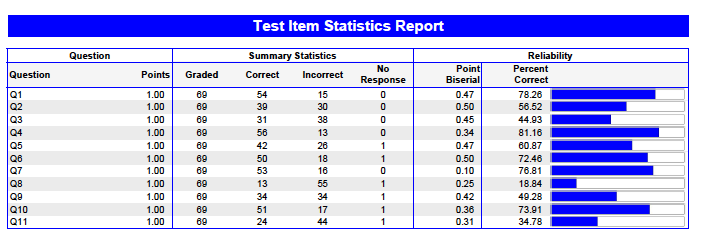 Test Item Statistics Report
Question Summary Statistics Reliability
Question Points Graded Correct Incorrect No Response Point Biserial Percent Correct
Q1 1.00 69 54 15 0 0.47 78.26
Q2 1.00 69 39 30 0 0.50 56.52
Q3 1.00 69 31 38 0 0.45 44.93
Q4 1.00 69 56 13 0 0.34 81.16
Q5 1.00 69 42 26 1 0.47 60.87
Q6 1.00 69 50 18 1 0.50 72.46
Q7 1.00 69 53 16 0 0.10 76.81
Q8 1.00 69 13 55 1 0.25 18.84
Q9 1.00 69 34 34 1 0.42 49.28
Q10 1.00 69 51 17 1 0.36 73.91
Q11 1.00 69 24 44 1 0.31 34.78